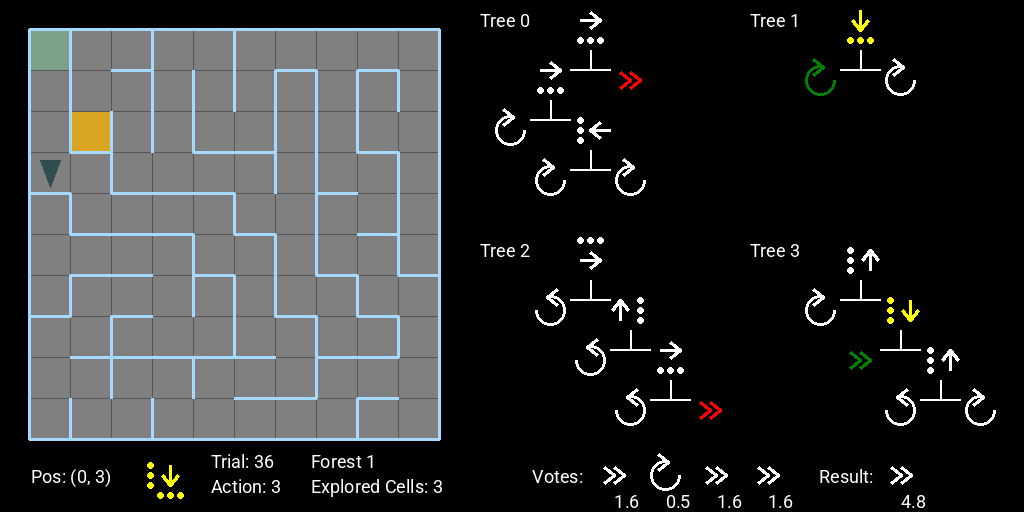 Tree 0
Tree 1
Tree 2
Tree 3
Pos: (0, 3)
Trial: 36
Forest 1
Action: 3
Explored Cells: 3
Votes:
1.6
0.5
1.6
1.6
Result:
4.8